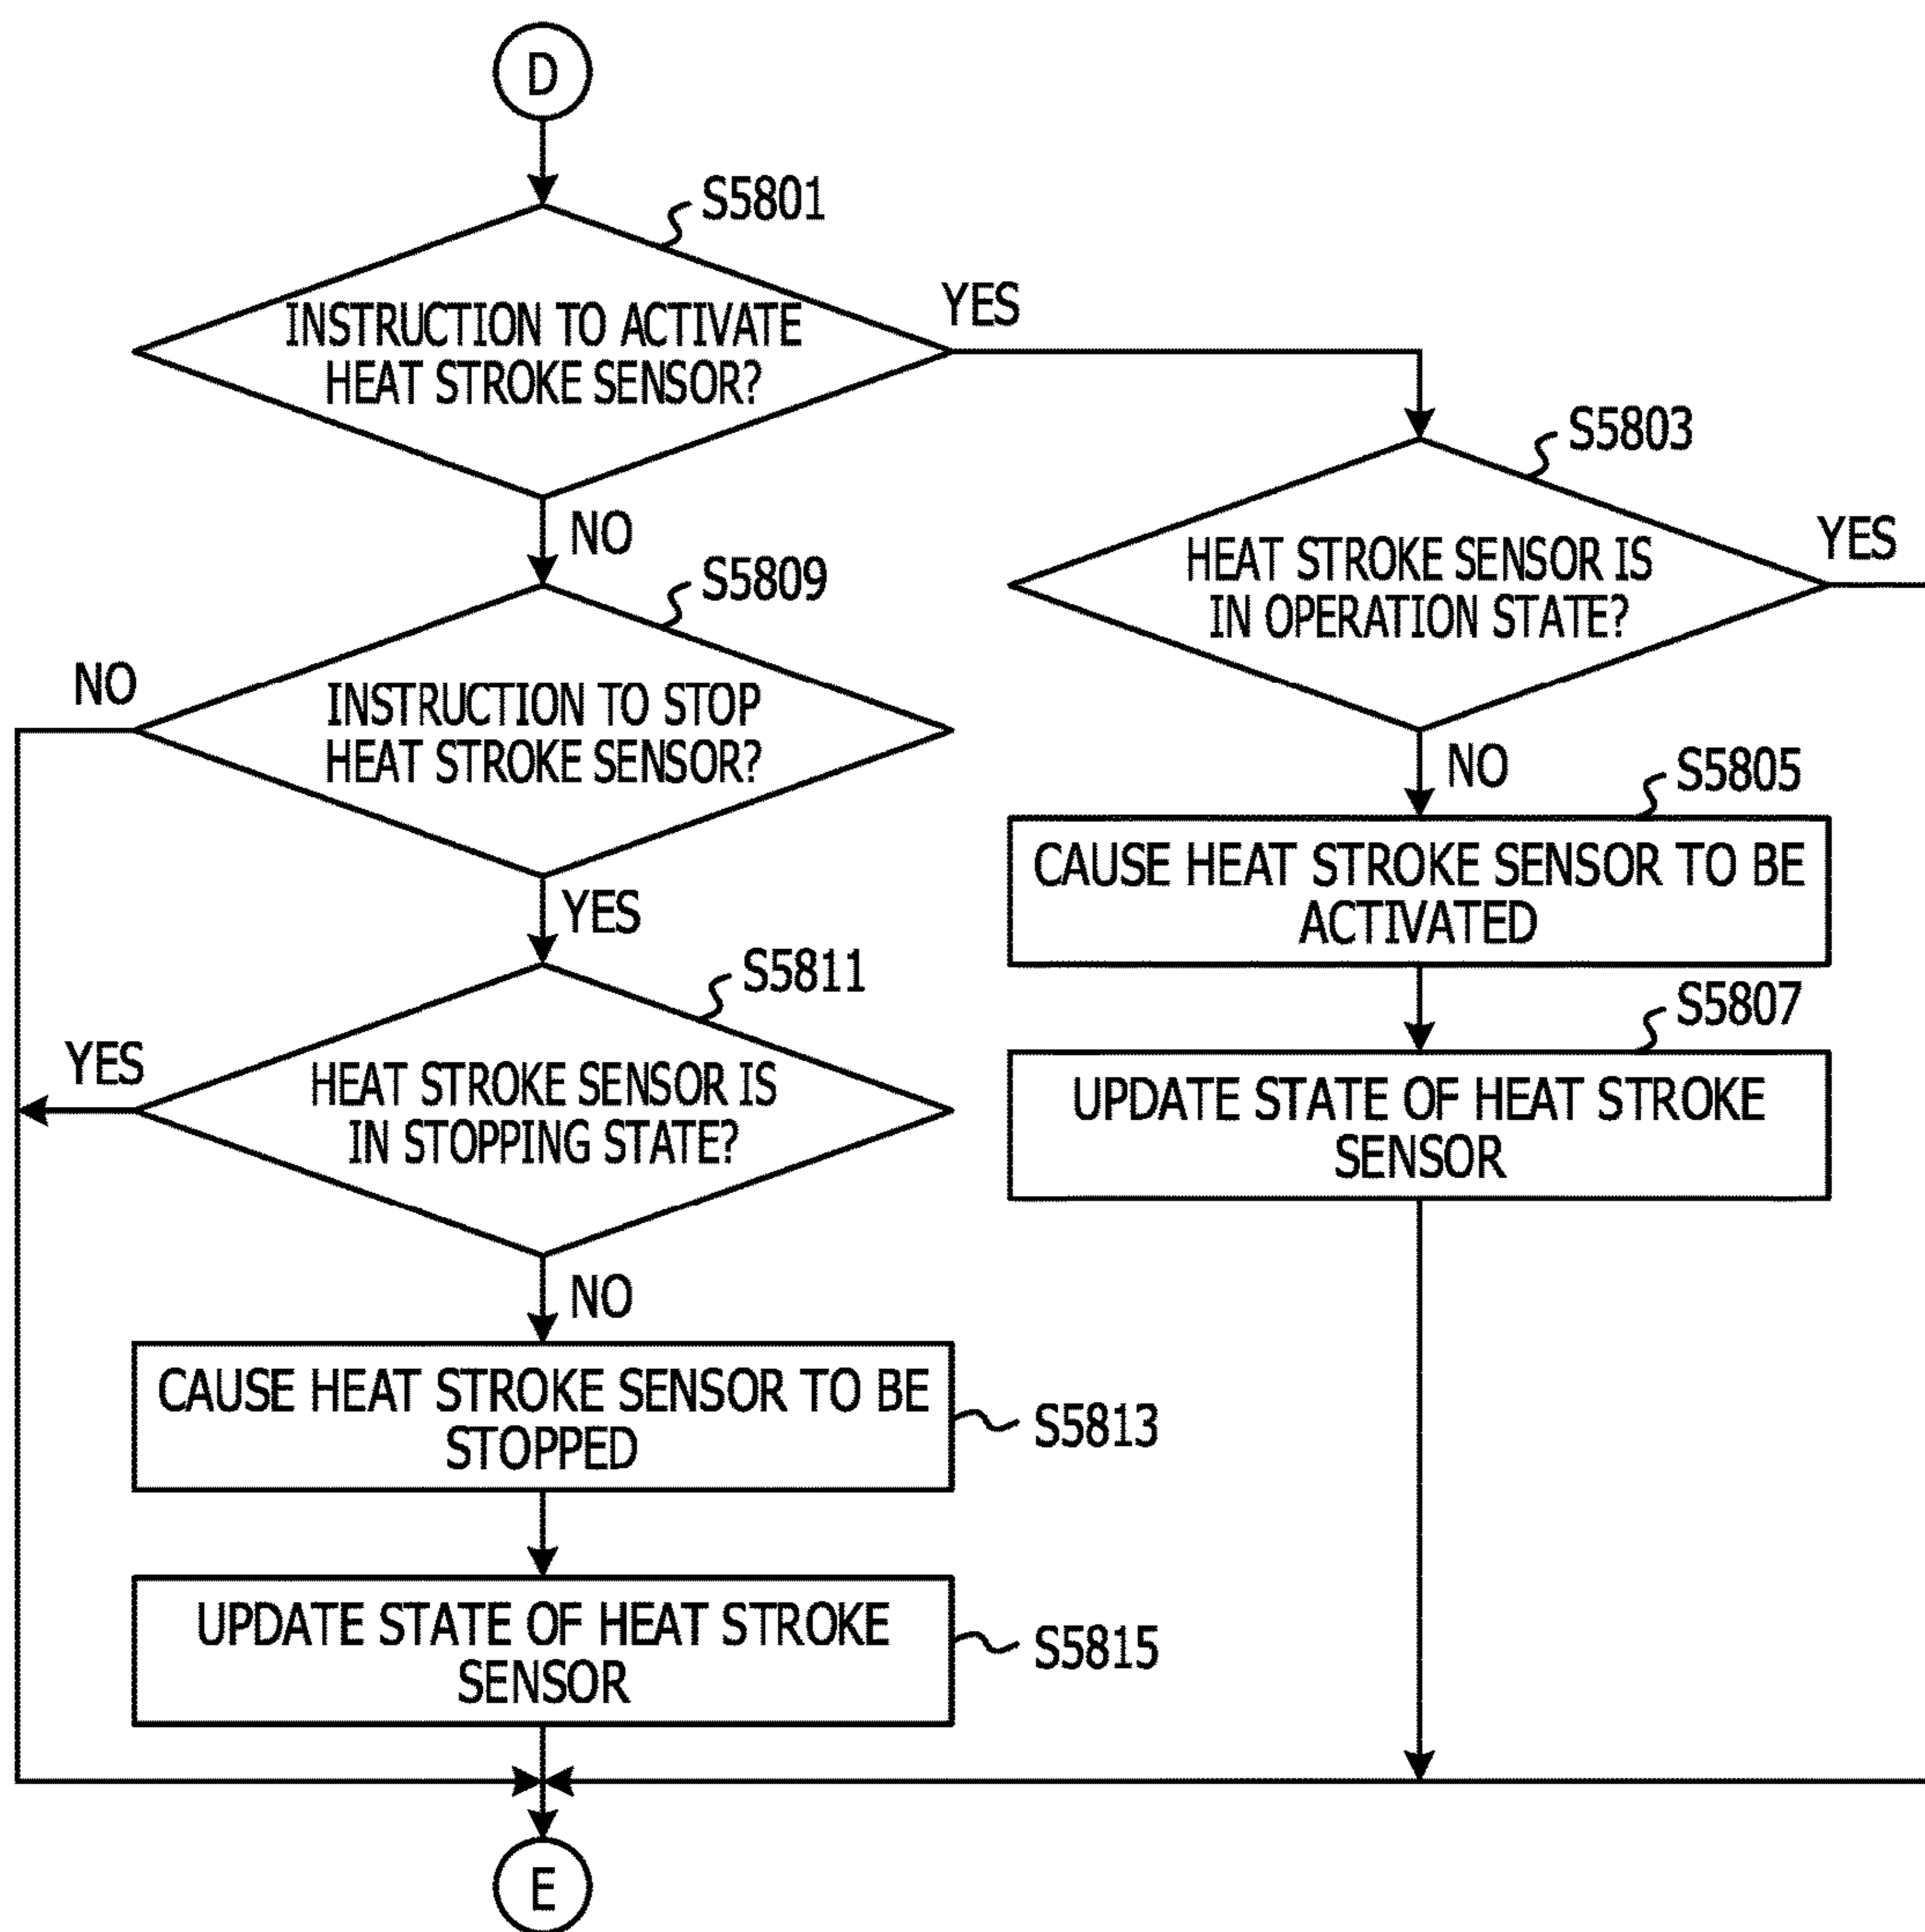 D
S5801
INSTRUCTION TO ACTIVATE
HEAT STROKE SENSOR?
YES
S5803
HEAT STROKE SENSOR IS
IN OPERATION STATE?
YES
NO
S5809
INSTRUCTION TO STOP
HEAT STROKE SENSOR?
NO
NO
S5805
CAUSE HEAT STROKE SENSOR TO BE
ACTIVATED
YES
S5811
HEAT STROKE SENSOR IS
IN STOPPING STATE?
YES
S5807
UPDATE STATE OF HEAT STROKE
SENSOR
NO
CAUSE HEAT STROKE SENSOR TO BE
STOPPED
S5813
UPDATE STATE OF HEAT STROKE
SENSOR
S5815
E